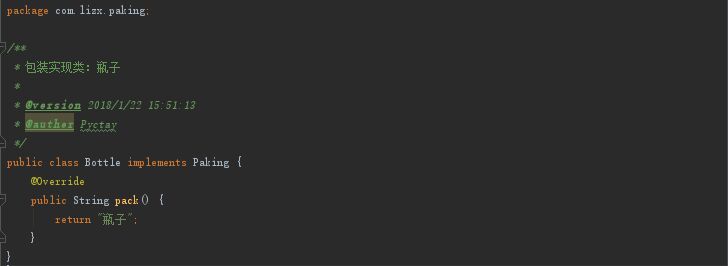 package com.lizx.paking;
/**
* 包装实现类：瓶子
*
* @version 2018/1/22 15:51:13
* @auther Pyctay
*/
public class Bottle implements Paking {
@Override
public String pack() {
return "瓶子";
}
}